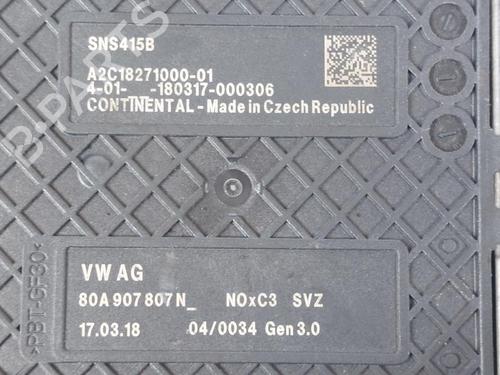 SNS415B
A2C18271000-01
4-01- -180317-000306
CONTINENTAL - Made in Czech Republic
B-PARTS
>PBT-GF30<
VW AG
80A 907 807 N_ NOxC3 SVZ
17.03.18 04/0034 Gen 3.0